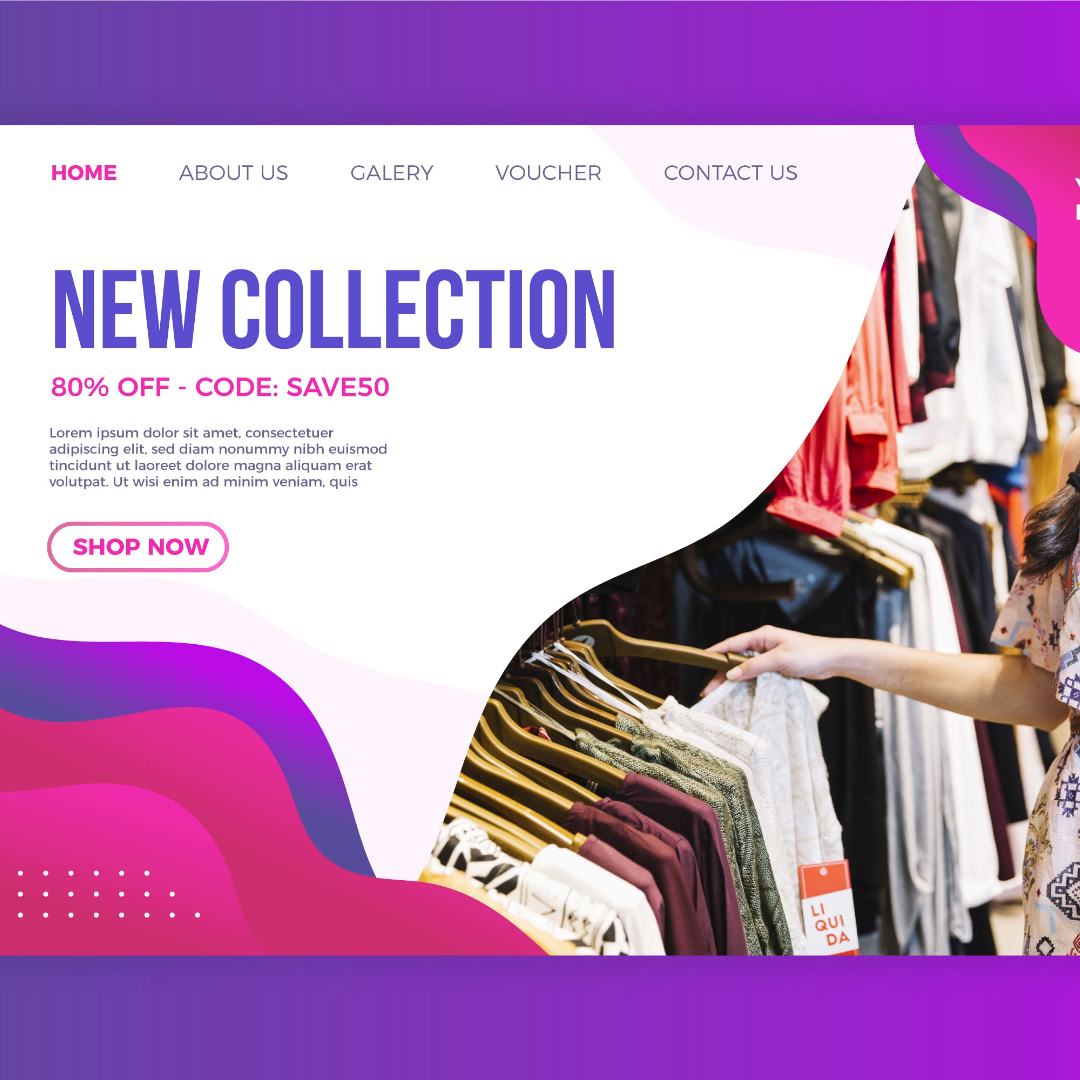 HOME ABOUT US GALERY VOUCHER CONTACT US
NEW COLLECTION
80% OFF - CODE: SAVE50
Lorem ipsum dolor sit amet, consectetuer
adipiscing elit, sed diam nonummy nibh euismod
tincidunt ut laoreet dolore magna aliquam erat
volutpat. Ut wisi enim ad minim veniam, quis
SHOP NOW
LI
QUI
DA